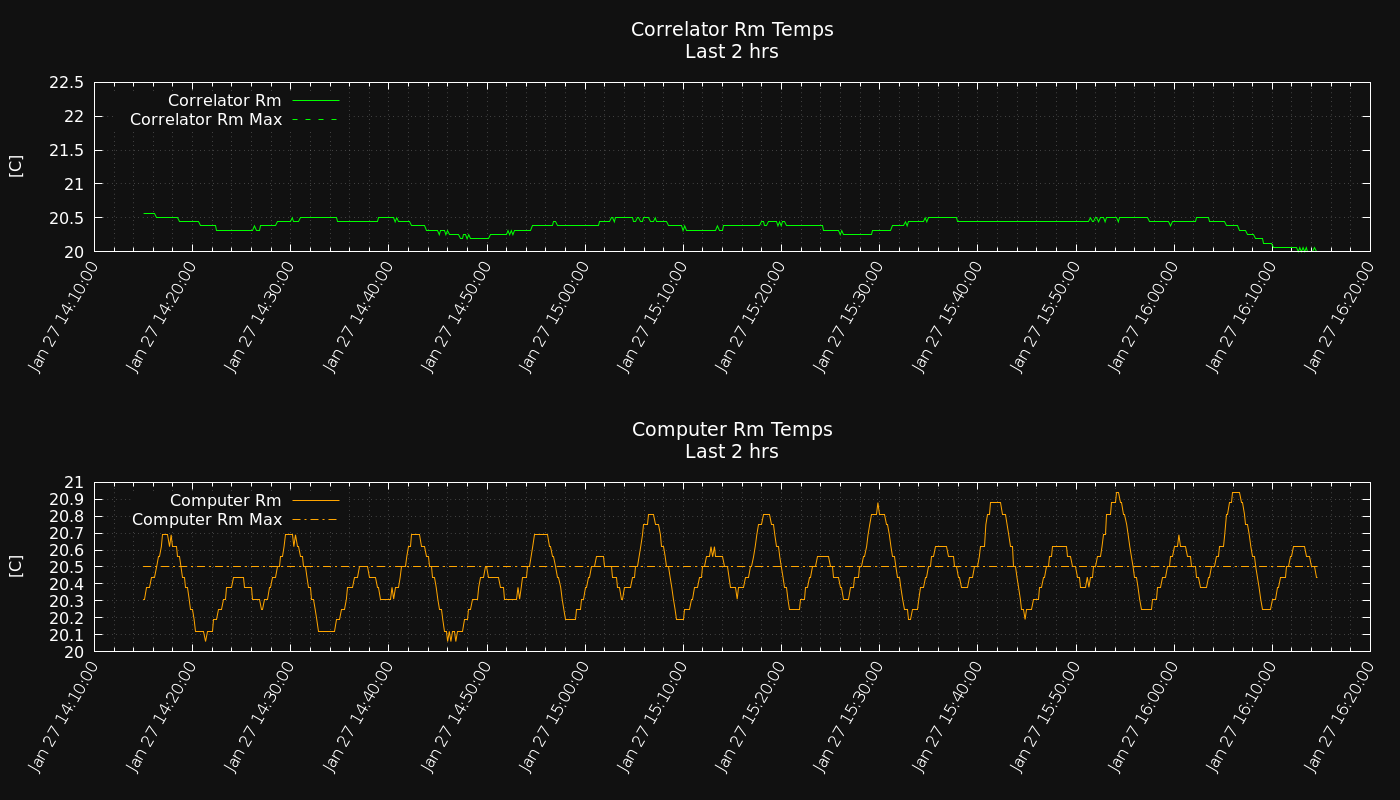 Correlator Rm Temps
Last 2 hrs
22.5
22
21.5
21
20.5
20
[C]
Correlator Rm
Correlator Rm Max
Jan 27 14:10:00
Jan 27 14:20:00
Jan 27 14:30:00
Jan 27 14:40:00
Jan 27 14:50:00
Jan 27 15:00:00
Jan 27 15:10:00
Jan 27 15:20:00
Jan 27 15:30:00
Jan 27 15:40:00
Jan 27 15:50:00
Jan 27 16:00:00
Jan 27 16:10:00
Jan 27 16:20:00
Computer Rm Temps
Last 2 hrs
21
20.9
20.8
20.7
20.6
20.5
20.4
20.3
20.2
20.1
20
[C]
Computer Rm
Computer Rm Max
Jan 27 14:10:00
Jan 27 14:20:00
Jan 27 14:30:00
Jan 27 14:40:00
Jan 27 14:50:00
Jan 27 15:00:00
Jan 27 15:10:00
Jan 27 15:20:00
Jan 27 15:30:00
Jan 27 15:40:00
Jan 27 15:50:00
Jan 27 16:00:00
Jan 27 16:10:00
Jan 27 16:20:00